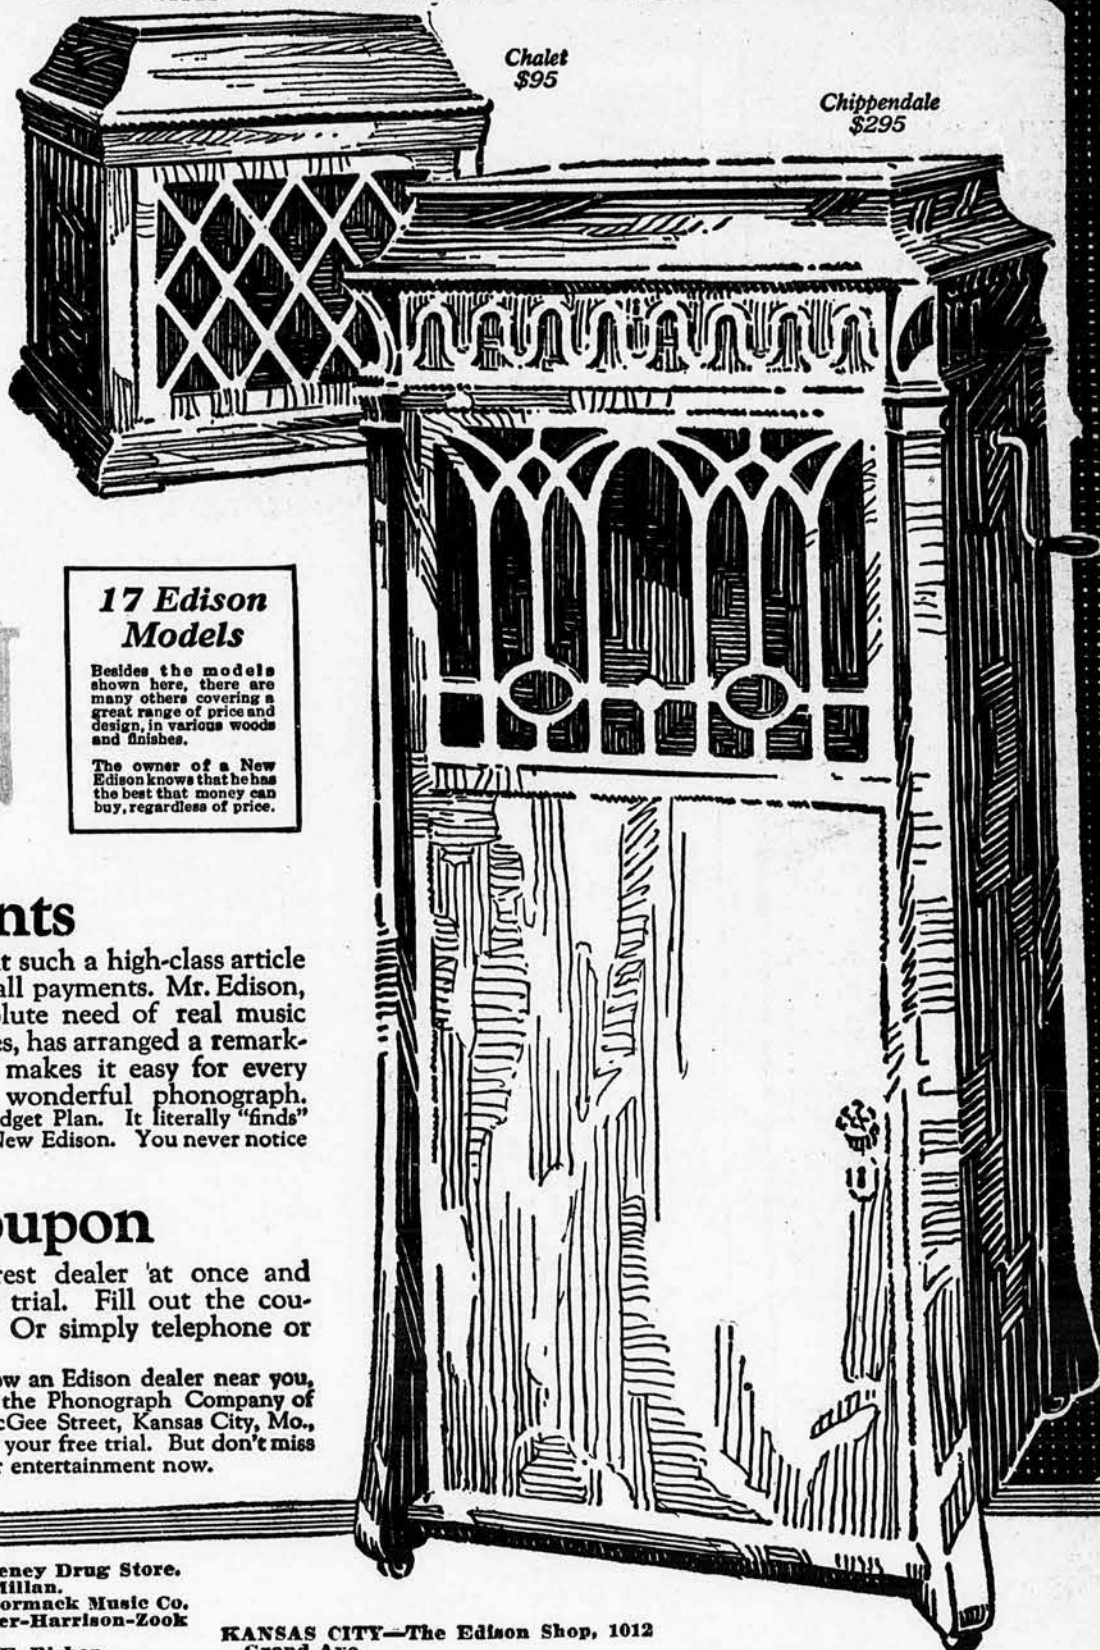 Chalet
$95
Chippendale
$295
17 Edison
Models
Besides the models
shown here, there are
many others covering a
great range of price and
design, in various woods
and finishes.
The owner of a New
Edison knows that he has
the best that money can
buy, regardless of price.
nts
t such a high-class article
all payments. Mr. Edison,
lute need of real music
es, has arranged a remark-
makes it easy for every
wonderful phonograph.
dget Plan. It literally "finds"
New Edison. You never notice
oupon
rest dealer at once and
trial. Fill out the cou-
Or simply telephone or
ow an Edison dealer near you,
the Phonograph Company of
cGee Street, Kansas City, Mo.,
your free trial. But don't miss
r entertainment now.
eney Drug Store.
Millan.
ormack Music Co.
er-Harrison-Zook
KANSAS CITY—The Edison Shop, 1012
Grand Ave.